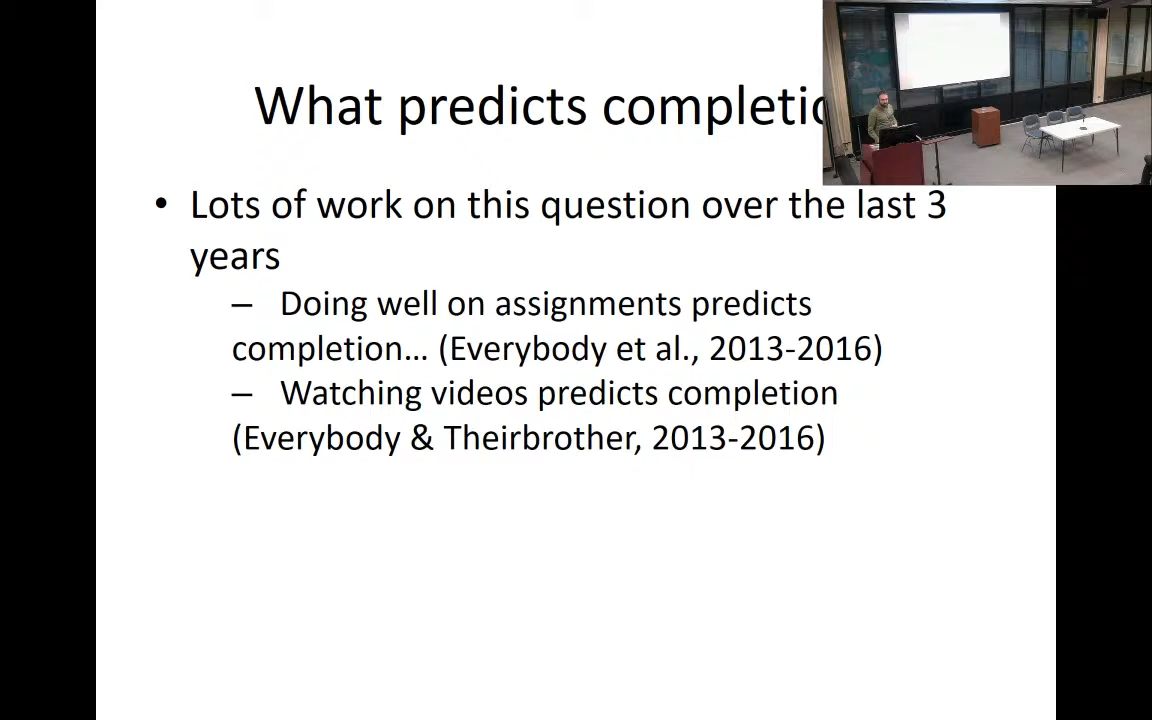 What predicts completio
• Lots of work on this question over the last 3
years
– Doing well on assignments predicts
completion… (Everybody et al., 2013-2016)
– Watching videos predicts completion
(Everybody & Theirbrother, 2013-2016)